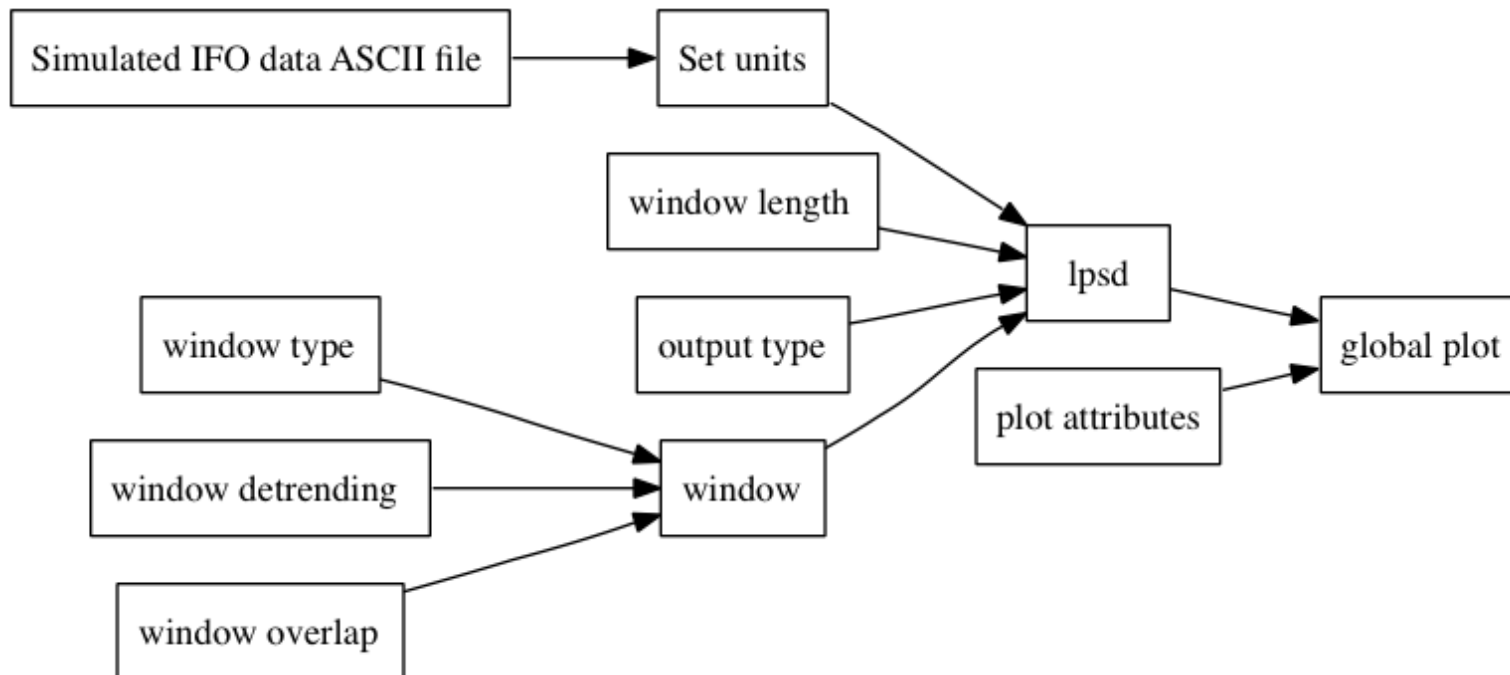 Simulated IFO data ASCII file
Set units
window length
lpsd
window type
output type
global plot
plot attributes
window detrending
window
window overlap